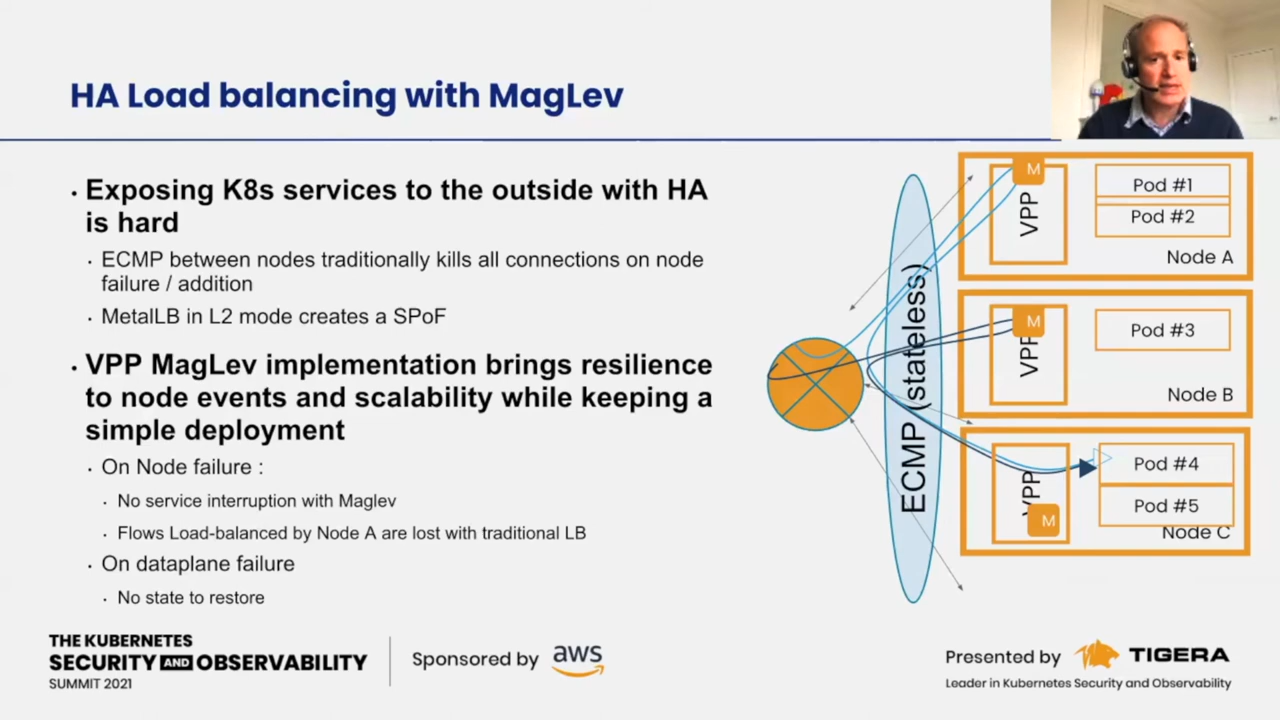 HA Load balancing with MagLev
· Exposing K8s services to the outside with HA
is hard
· ECMP between nodes traditionally kills all connections on node
failure / addition
· MetalLB in L2 mode creates a SPoF
· VPP MagLev implementation brings resilience
to node events and scalability while keeping a
simple deployment
· On Node failure :
· No service interruption with Maglev
· Flows Load-balanced by Node A are lost with traditional LB
· On dataplane failure
· No state to restore
ECMP (stateless)
M
VPP
Pod #1
Pod #2
Node A
M
VPP
Pod #3
Node B
VPP
M
Pod #4
Pod #5
Node C
THE KUBERNETES
SECURITY AND OBSERVABILITY
SUMMIT 2021
Sponsored by aws
Presented by TIGERA
Leader in Kubernetes Security and Observability